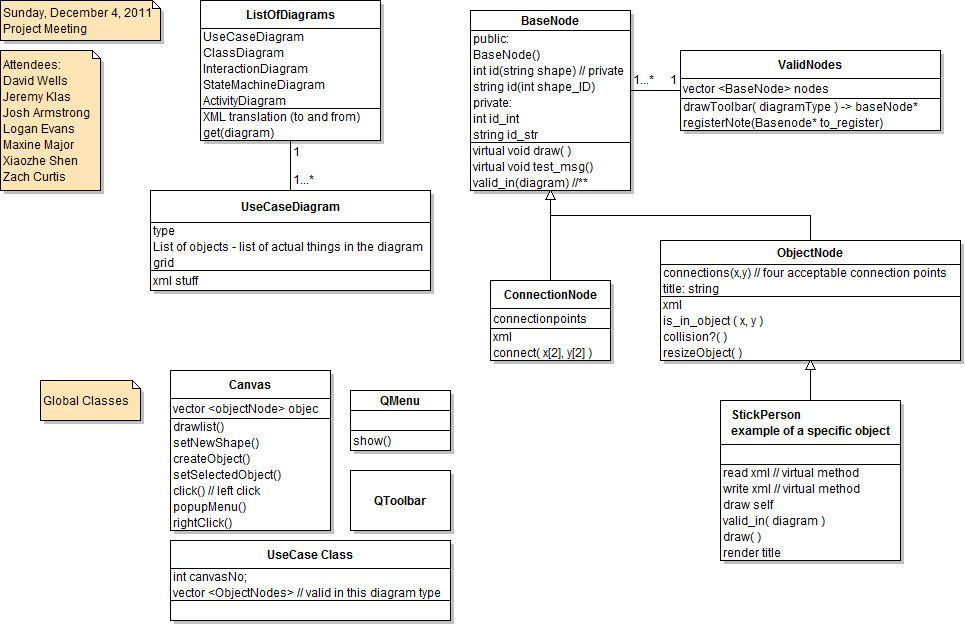 Sunday, December 4, 2011
Project Meeting
Attendees:
David Wells
Jeremy Klas
Josh Armstrong
Logan Evans
Maxine Major
Xiaozhe Shen
Zach Curtis
ListOfDiagrams
UseCaseDiagram
ClassDiagram
InteractionDiagram
StateMachineDiagram
ActivityDiagram
XML translation (to and from)
get(diagram)
1
1...*
UseCaseDiagram
type
List of objects - list of actual things in the diagram
grid
xml stuff
BaseNode
public:
BaseNode()
int id(string shape) // private
string id(int shape_ID)
private:
int id_int
string id_str
virtual void draw( )
virtual void test_msg()
valid_in(diagram) //**
1...*
1
ValidNodes
vector <BaseNode> nodes
drawToolbar( diagramType ) -> baseNode*
registerNote(Basenode* to_register)
ConnectionNode
connectionpoints
xml
connect( x[2], y[2] )
ObjectNode
connections(x,y) // four acceptable connection points
title: string
xml
is_in_object ( x, y )
collision?( )
resizeObject( )
StickPerson
example of a specific object
read xml // virtual method
write xml // virtual method
draw self
valid_in( diagram )
draw( )
render title
Global Classes
Canvas
vector <objectNode> objec
drawlist()
setNewShape()
createObject()
setSelectedObject()
click() // left click
popupMenu()
rightClick()
QMenu
show()
QToolbar
UseCase Class
int canvasNo;
vector <ObjectNodes> // valid in this diagram type